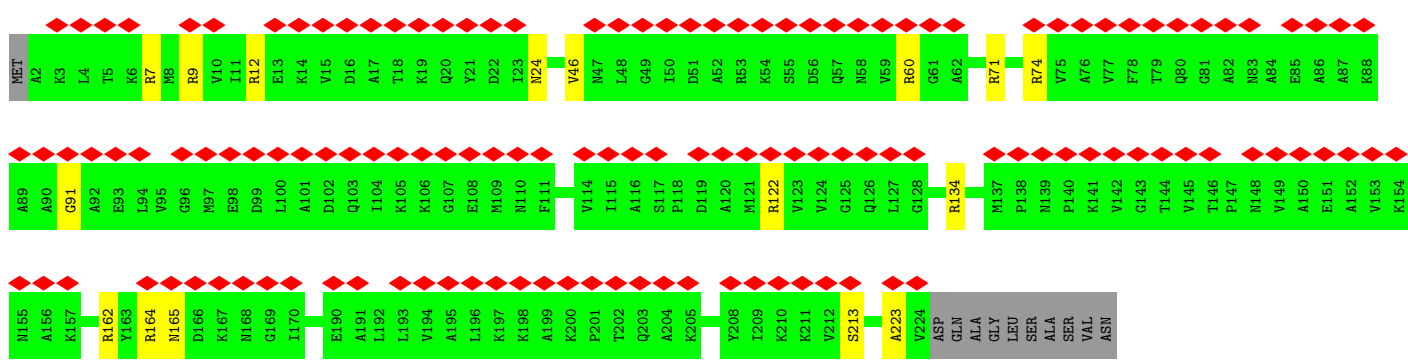 MET A2 K3 L4 T5 K6 R7 M8 R9 V10 I11 R12 E13 K14 V15 D16 A17 T18 K19 Q20 Y21 D22 I23 N24 V46 N47 L48 G49 I50 D51 A52 R53 K54 S55 D56 Q57 N58 V59 R60 G61 A62 R71 R74 V75 A76 V77 F78 T79 Q80 G81 A82 N83 A84 E85 A86 A87 K88
A89 A90 G91 A92 E93 L94 V95 G96 M97 E98 D99 L100 A101 D102 Q103 I104 K105 K106 G107 E108 M109 N110 F111 V114 I115 A116 S117 P118 D119 A120 M121 R122 V123 V124 G125 Q126 L127 G128 R134 M137 P138 N139 P140 K141 V142 G143 T144 V145 T146 P147 N148 V149 A150 E151 A152 V153 K154
N155 A156 K157 R162 Y163 R164 N165 D166 K167 N168 G169 I170 E190 A191 L192 L193 V194 A195 L196 K197 K198 A199 K200 P201 T202 Q203 A204 K205 Y208 I209 K210 K211 V212 S213 A223 V224 ASP GLN ALA GLY LEU SER ALA SER VAL ASN